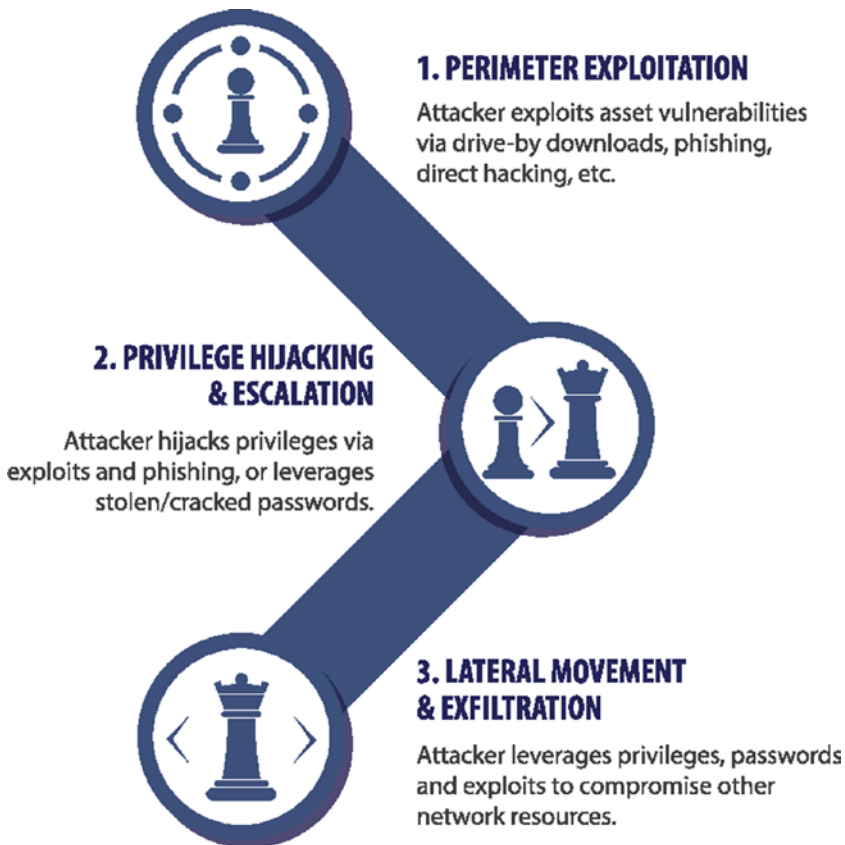 1. PERIMETER EXPLOITATION
Attacker exploits asset vulnerabilities
via drive-by downloads, phishing,
direct hacking, etc.
2. PRIVILEGE HIJACKING
& ESCALATION
Attacker hijacks privileges via
exploits and phishing, or leverages
stolen/cracked passwords.
3. LATERAL MOVEMENT
& EXFILTRATION
Attacker leverages privileges, passwords
and exploits to compromise other
network resources.